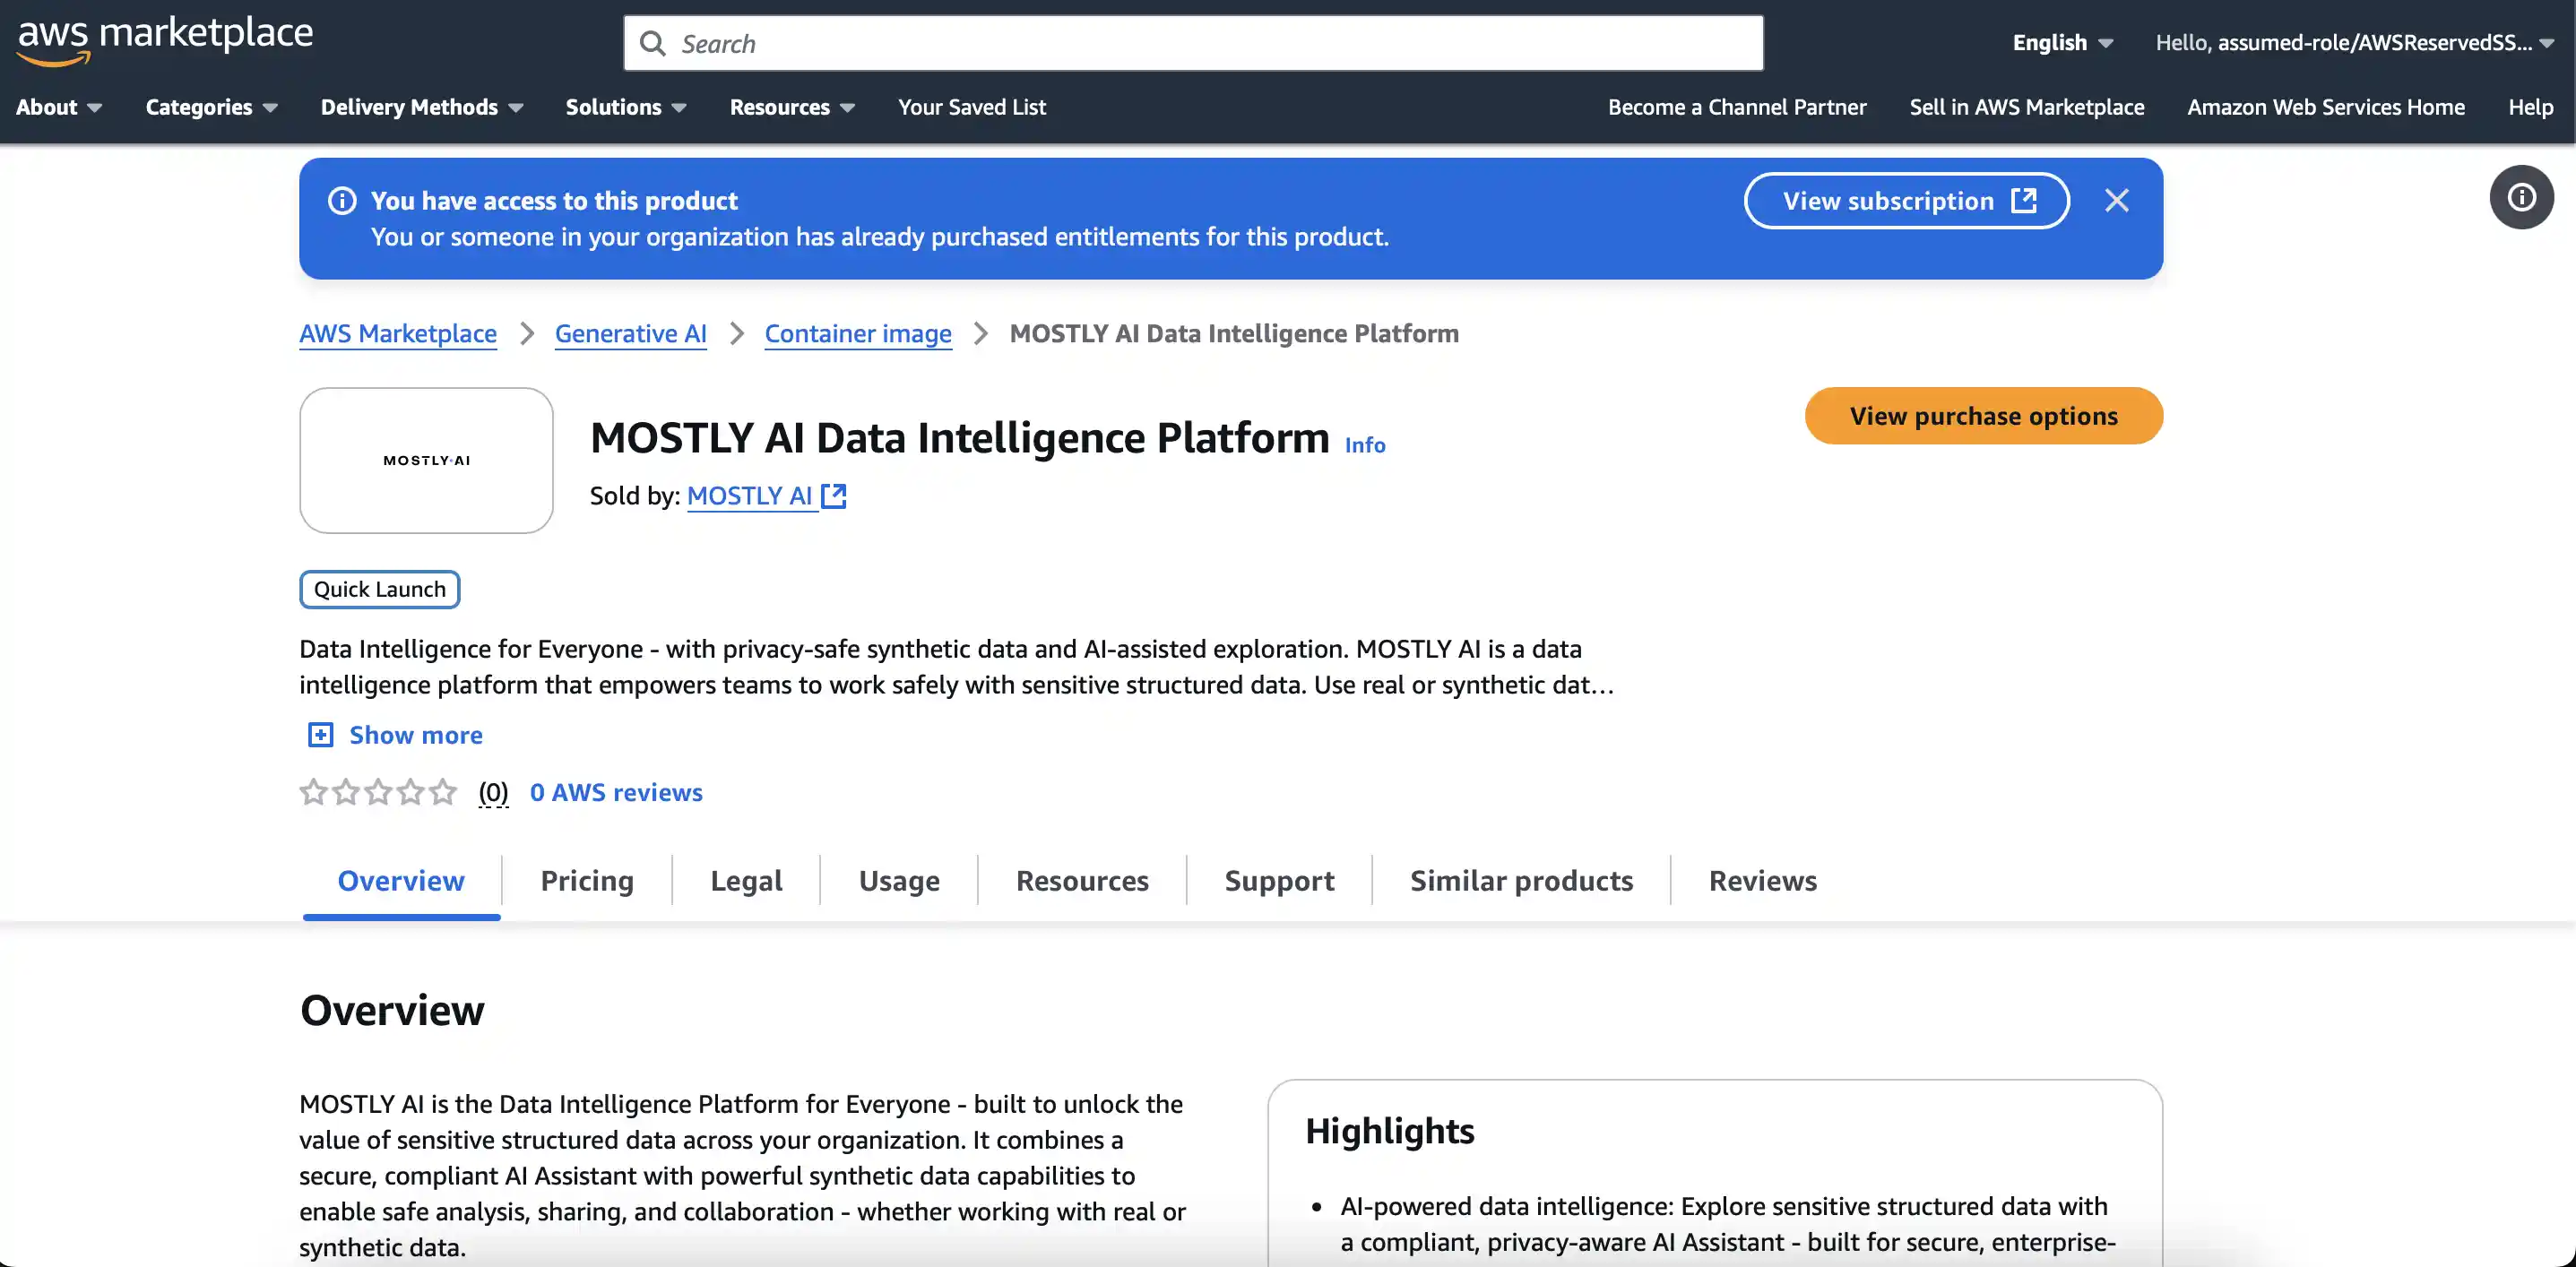 aws marketplace
Search
English
Hello, assumed-role/AWSReservedSS...
About
Categories
Delivery Methods
Solutions
Resources
Your Saved List
Become a Channel Partner
Sell in AWS Marketplace
Amazon Web Services Home
Help
You have access to this product
You or someone in your organization has already purchased entitlements for this product.
View subscription
AWS Marketplace
Generative AI
Container image
MOSTLY AI Data Intelligence Platform
MOSTLY·AI
MOSTLY AI Data Intelligence Platform Info
Sold by: MOSTLY AI
View purchase options
Quick Launch
Data Intelligence for Everyone - with privacy-safe synthetic data and AI-assisted exploration. MOSTLY AI is a data
intelligence platform that empowers teams to work safely with sensitive structured data. Use real or synthetic dat...
Show more
(0) 0 AWS reviews
Overview
Pricing
Legal
Usage
Resources
Support
Similar products
Reviews
Overview
MOSTLY AI is the Data Intelligence Platform for Everyone - built to unlock the
value of sensitive structured data across your organization. It combines a
secure, compliant AI Assistant with powerful synthetic data capabilities to
enable safe analysis, sharing, and collaboration - whether working with real or
synthetic data.
Highlights
• AI-powered data intelligence: Explore sensitive structured data with
a compliant, privacy-aware AI Assistant - built for secure, enterprise-